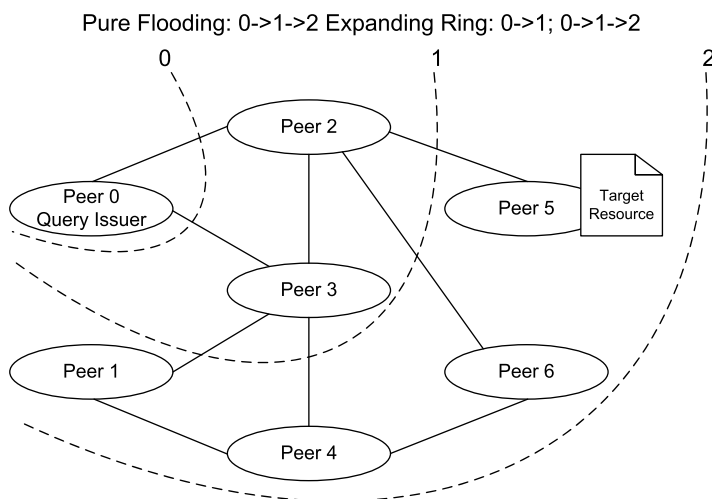 Pure Flooding: 0->1->2 Expanding Ring: 0->1; 0->1->2
0
1
2
Peer 2
Peer 0
Query Issuer
Peer 5
Target
Resource
Peer 3
Peer 1
Peer 6
Peer 4